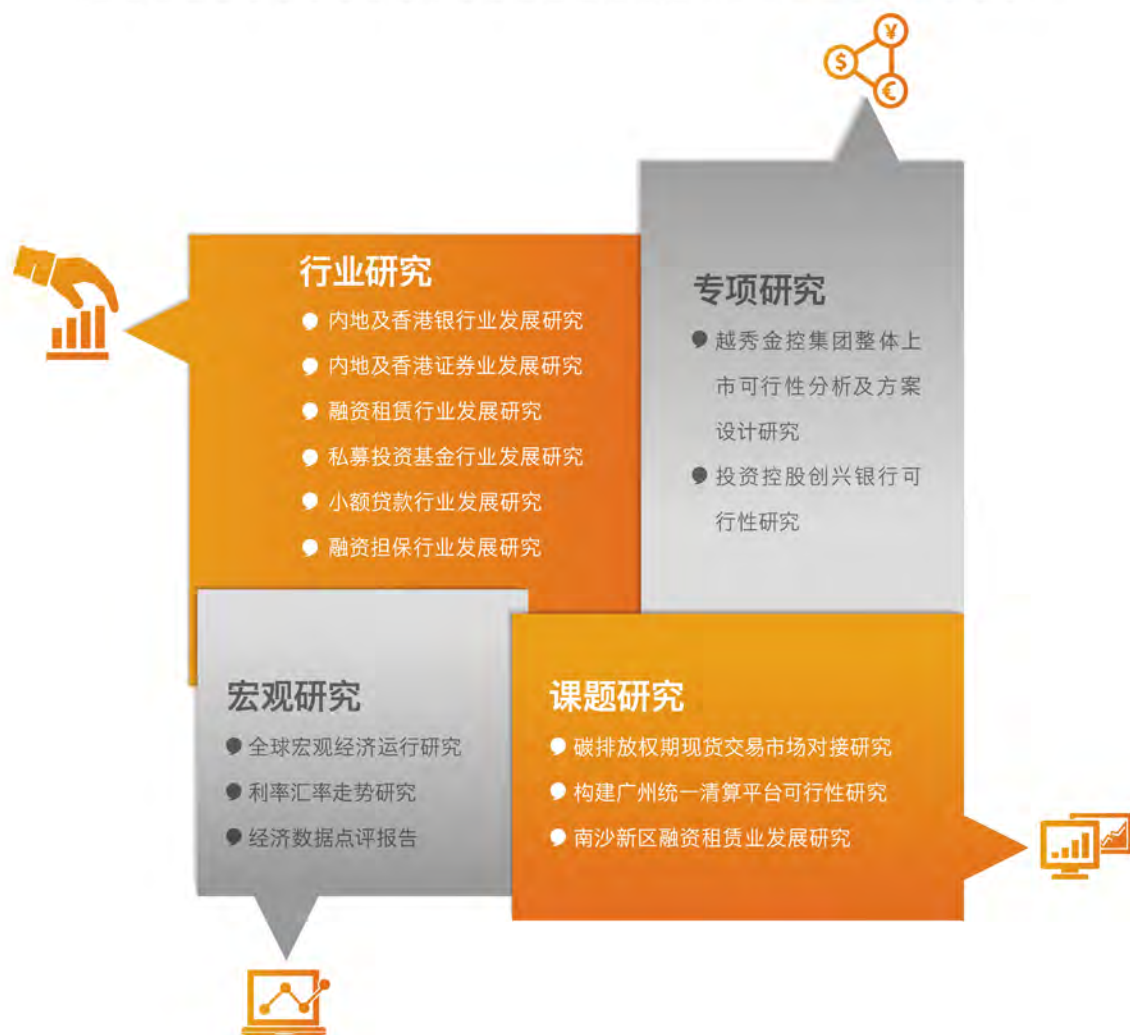 行业研究
内地及香港银行业发展研究
内地及香港证券业发展研究
融资租赁行业发展研究
私募投资基金行业发展研究
小额贷款行业发展研究
融资担保行业发展研究
¥
$
€
专项研究
越秀金控集团整体上
市可行性分析及方案
设计研究
投资控股创兴银行可
行性研究
宏观研究
全球宏观经济运行研究
利率汇率走势研究
经济数据点评报告
课题研究
碳排放权期现货交易市场对接研究
构建广州统一清算平台可行性研究
南沙新区融资租赁业发展研究